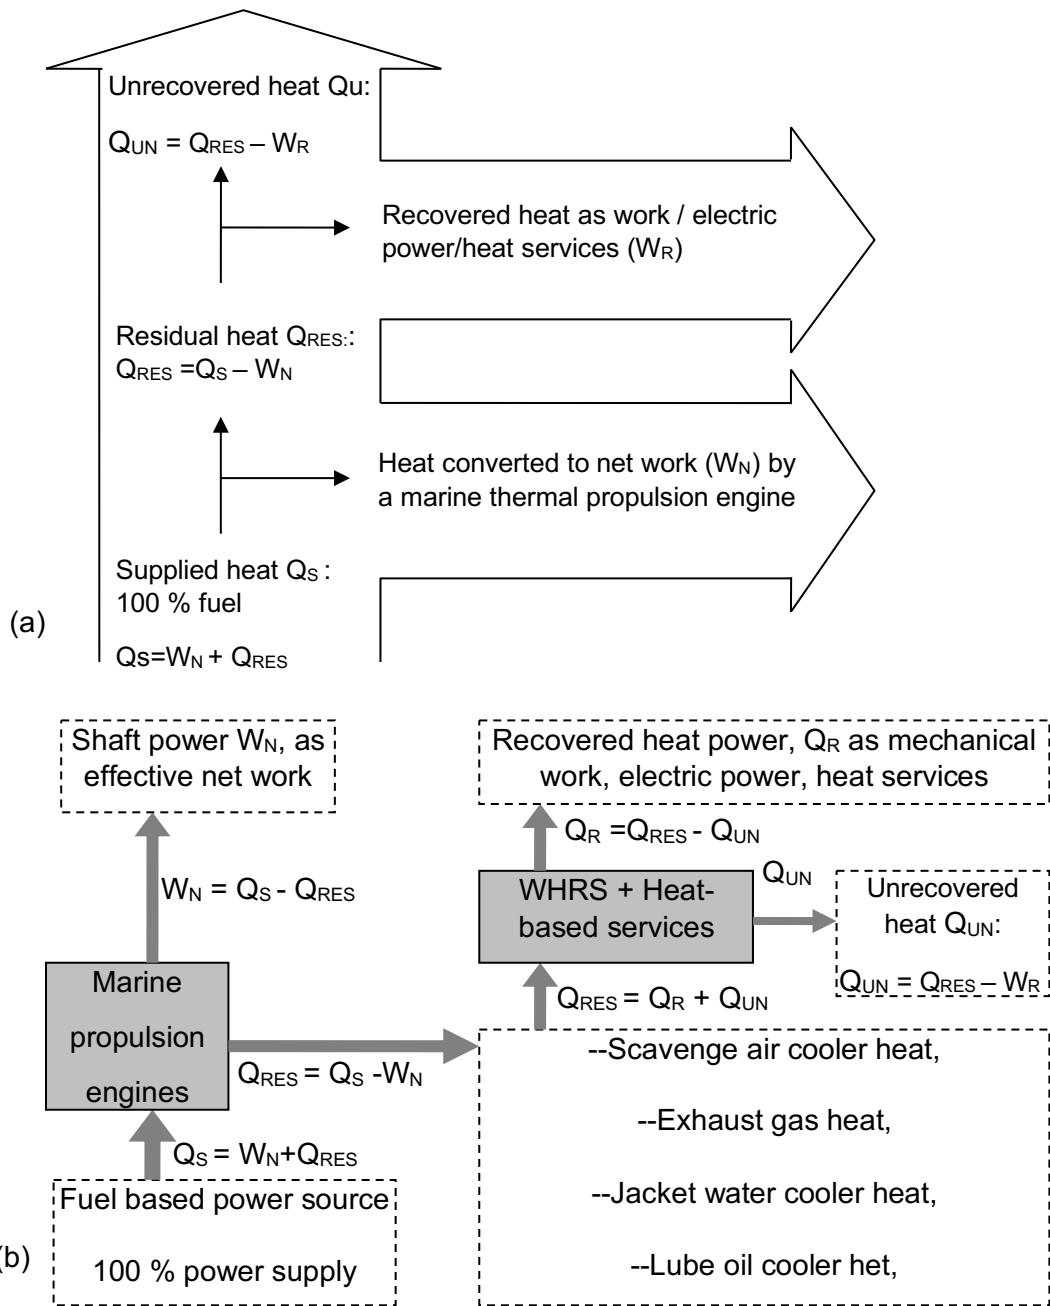 Unrecovered heat Qu:
QUN = QRES – WR
Recovered heat as work / electric
power/heat services (WR)
Residual heat QRES.:
QRES =QS – WN
Heat converted to net work (WN) by
a marine thermal propulsion engine
Supplied heat QS :
100 % fuel
(a)
Qs=WN + QRES
Shaft power WN, as
effective net work
Recovered heat power, QR as mechanical
work, electric power, heat services
QR =QRES - QUN
WN = QS - QRES
WHRS + Heat-
based services
QUN
Unrecovered
heat QUN:
QUN = QRES – WR
QRES = QR + QUN
Marine
propulsion
engines
QRES = QS -WN
--Scavenge air cooler heat,
--Exhaust gas heat,
--Jacket water cooler heat,
--Lube oil cooler het,
QS = WN+QRES
Fuel based power source
100 % power supply
(b)